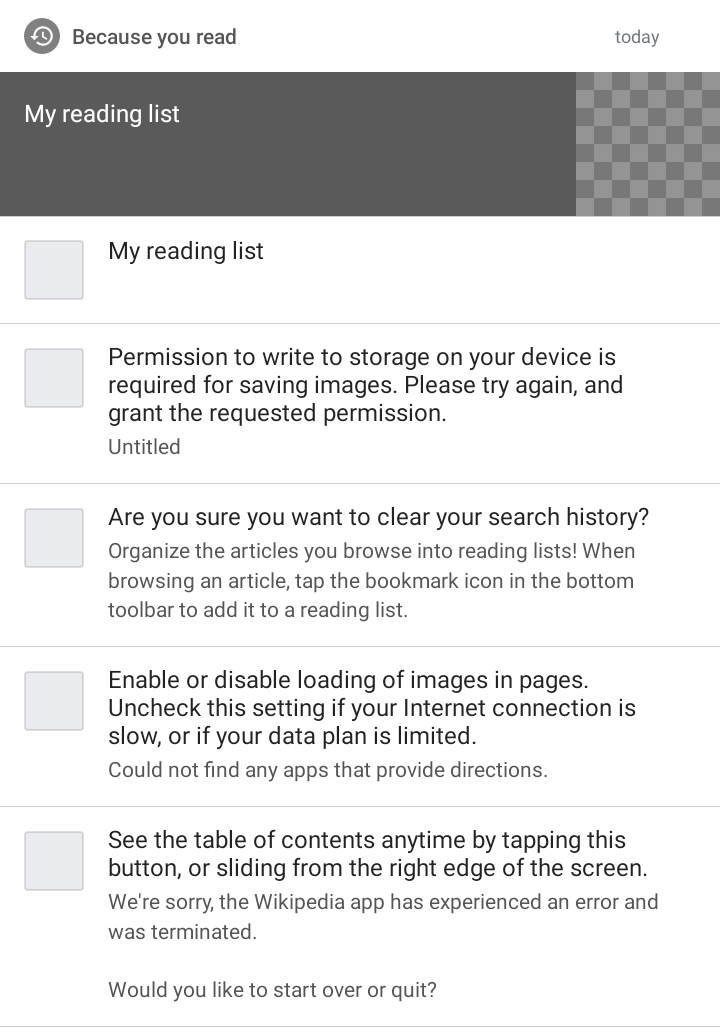 Because you read
today
My reading list
My reading list
Permission to write to storage on your device is
required for saving images. Please try again, and
grant the requested permission.
Untitled
Are you sure you want to clear your search history?
Organize the articles you browse into reading lists! When
browsing an article, tap the bookmark icon in the bottom
toolbar to add it to a reading list.
Enable or disable loading of images in pages.
Uncheck this setting if your Internet connection is
slow, or if your data plan is limited.
Could not find any apps that provide directions.
See the table of contents anytime by tapping this
button, or sliding from the right edge of the screen.
We're sorry, the Wikipedia app has experienced an error and
was terminated.
Would you like to start over or quit?